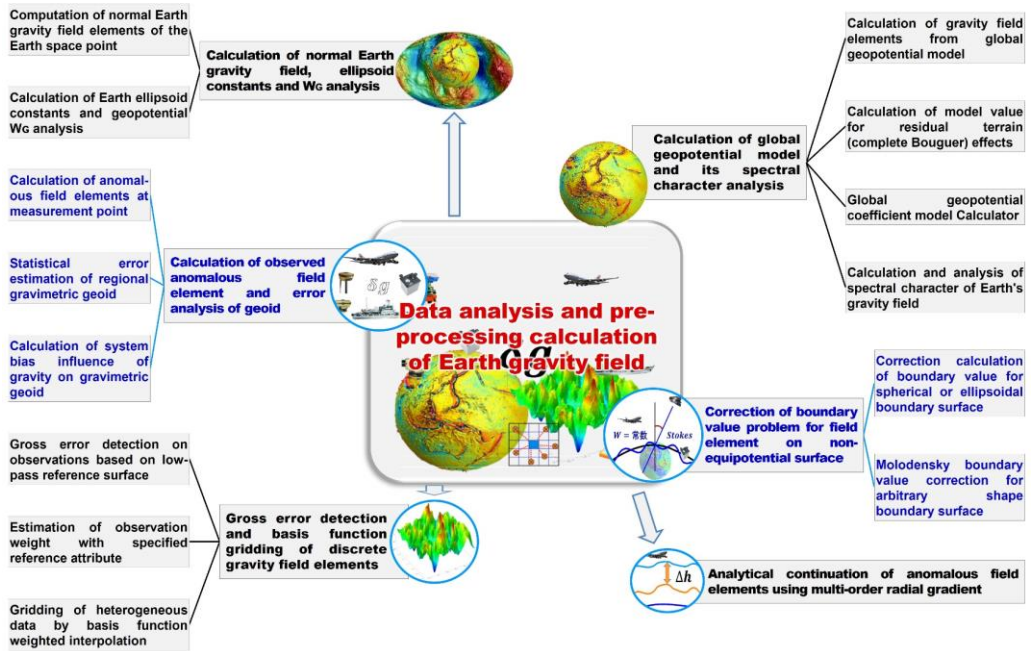 Computation of normal Earth
gravity field elements of the
Earth space point
Calculation of Earth ellipsoid
constants and geopotential
WG analysis
Calculation of normal Earth
gravity field, ellipsoid
constants and WG analysis
Calculation of global
geopotential model
and its spectral
character analysis
Calculation of gravity field
elements from global
geopotential model
Calculation of model value
for residual terrain
(complete Bouguer) effects
Global geopotential
coefficient model Calculator
Calculation and analysis of
spectral character of Earth's
gravity field
Calculation of anomal-
ous field elements at
measurement point
Statistical error
estimation of regional
gravimetric geoid
Calculation of system
bias influence of
gravity on gravimetric
geoid
Calculation of observed
anomalous field
element and error
analysis of geoid
δg
Data analysis and pre-
processing calculation
of Earth gravity field
δg
W = 常数
Stokes
Correction of boundary
value problem for field
element on non-
equipotential surface
Correction calculation
of boundary value for
spherical or ellipsoidal
boundary surface
Molodensky boundary
value correction for
arbitrary shape
boundary surface
Gross error detection on
observations based on low-
pass reference surface
Estimation of observation
weight with specified
reference attribute
Gridding of heterogeneous
data by basis function
weighted interpolation
Gross error detection
and basis function
gridding of discrete
gravity field elements
Δh
Analytical continuation of anomalous field
elements using multi-order radial gradient